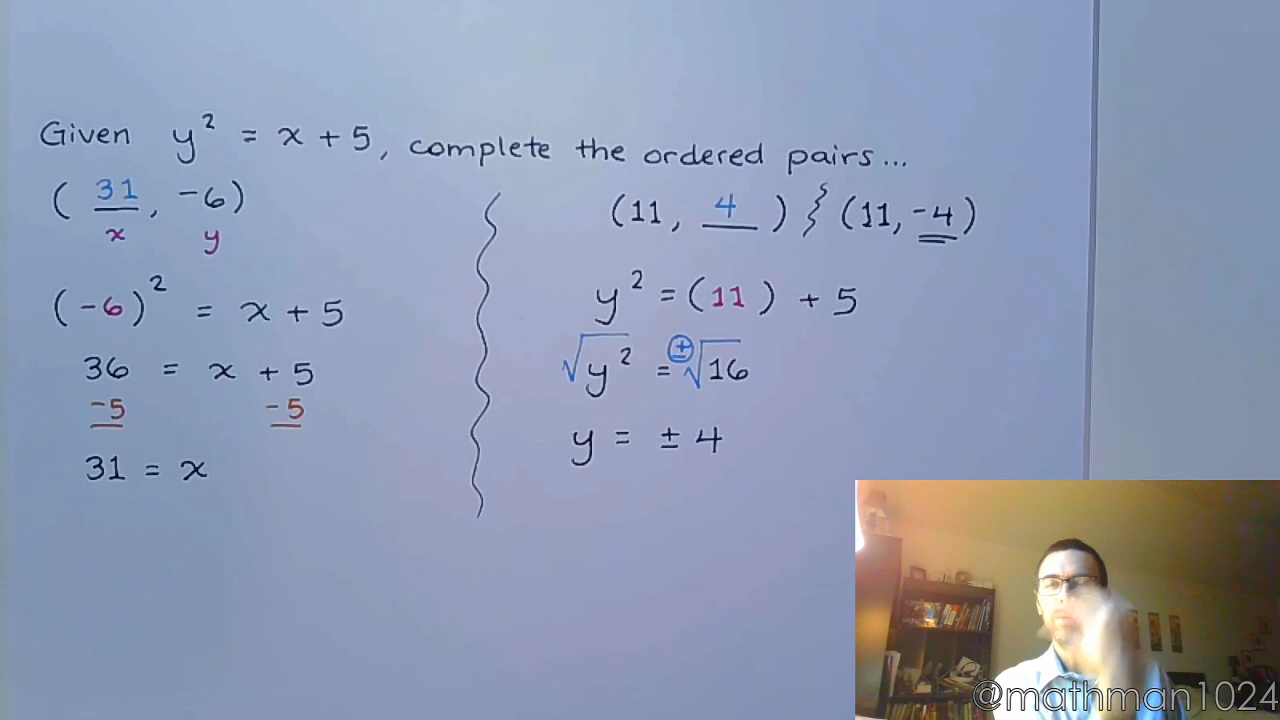 Given y² = x + 5, complete the ordered pairs...
( 31 , -6)
x y
(-6)² = x + 5
36 = x + 5
-5 -5
31 = x
(11, 4 ) (11, -4)
y² = (11) + 5
√y² = ±√16
y = ± 4
@mathman1024